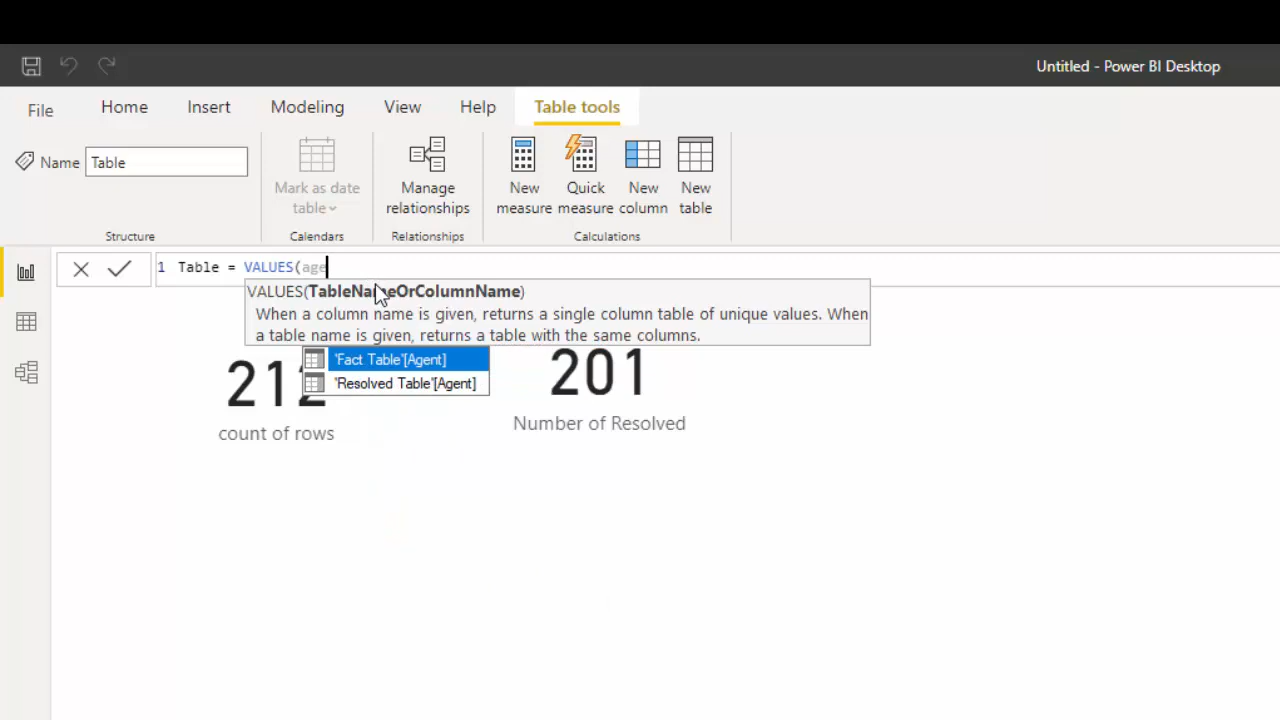 Untitled - Power BI Desktop
File Home Insert Modeling View Help Table tools
Name Table
Mark as date table
Manage relationships
New measure
Quick measure
New column
New table
Structure Calendars Relationships Calculations
1 Table = VALUES(age
VALUES(TableNameOrColumnName)
When a column name is given, returns a single column table of unique values. When
a table name is given, returns a table with the same columns.
'Fact Table'[Agent]
'Resolved Table'[Agent]
212
count of rows
201
Number of Resolved